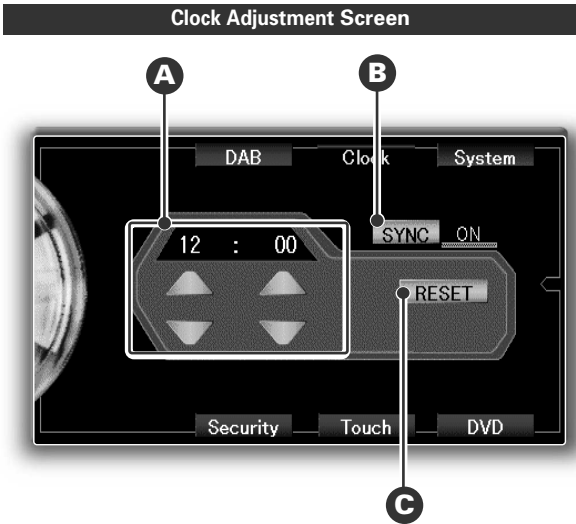 Clock Adjustment Screen
A
B
DAB Clock System
SYNC ON
12 : 00
RESET
Security Touch DVD
C